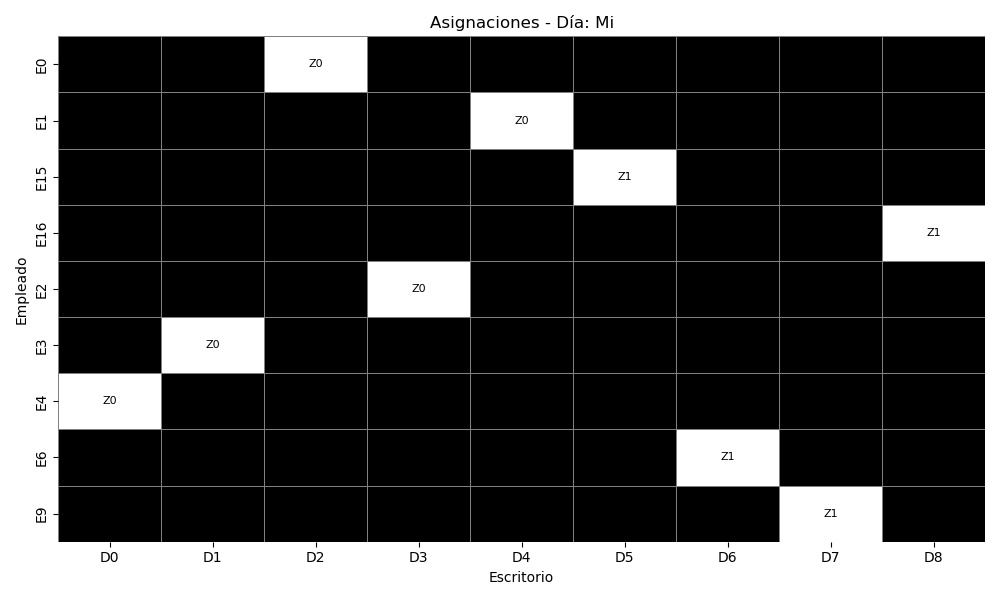 Asignaciones - Día: Mi
Empleado
E0 Z0
E1 Z0
E15 Z1
E16 Z1
E2 Z0
E3 Z0
E4 Z0
E6 Z1
E9 Z1
D0 D1 D2 D3 D4 D5 D6 D7 D8
Escritorio